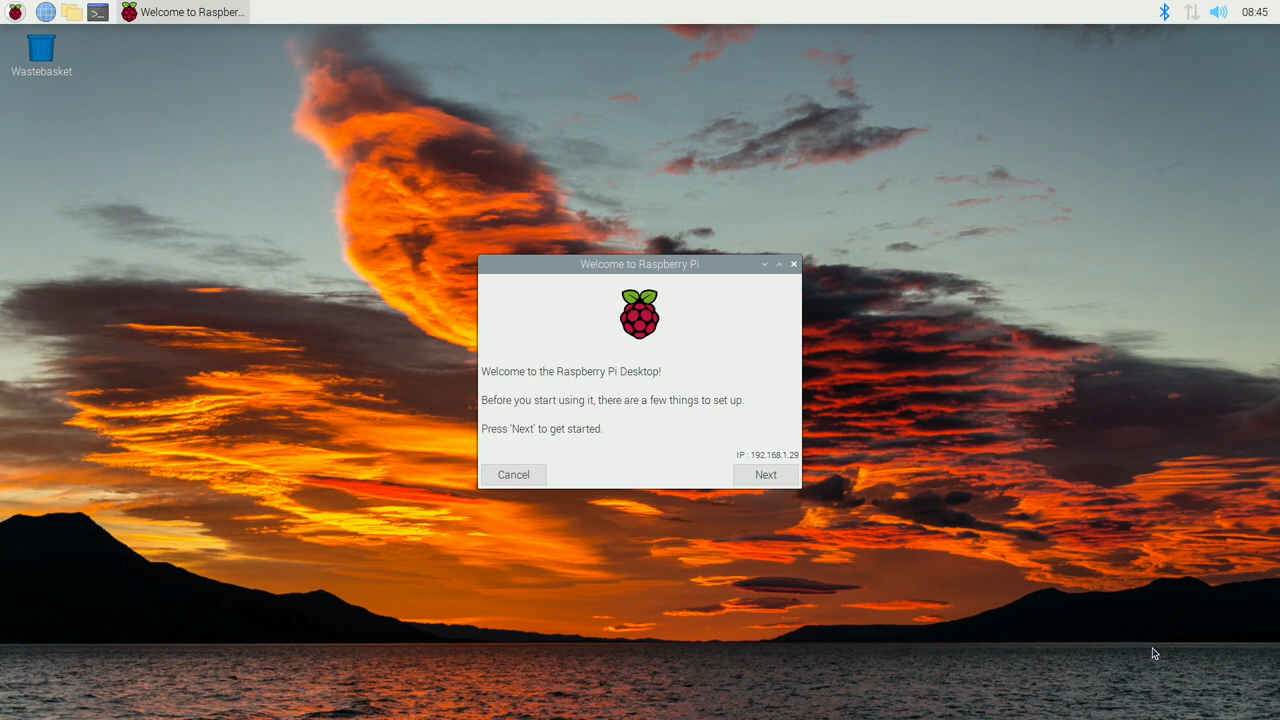 Welcome to Raspber...
08:45
Wastebasket
Welcome to Raspberry Pi
Welcome to the Raspberry Pi Desktop!
Before you start using it, there are a few things to set up.
Press 'Next' to get started.
IP : 192.168.1.29
Cancel
Next